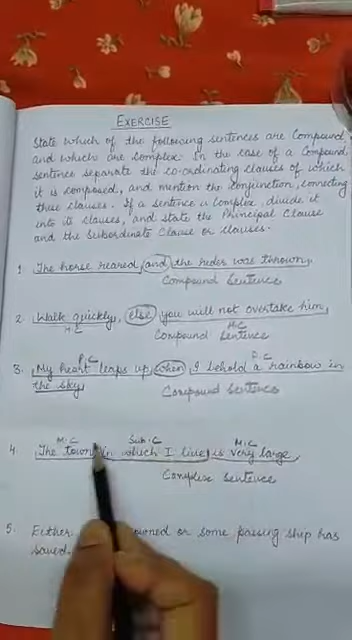 EXERCISE
State which of the following sentences are Compound,
and which are complex. In the case of a Compound
sentence separate the co-ordinating clauses of which
it is composed, and mention the conjunction, connecting
these clauses. If a sentence is Complex, divide it
into its clauses, and state the Principal Clause
and the Subordinate Clause or clauses.
1. The horse reared and the rider was thrown.
Compound Sentence
2. Walk quickly, else you will not overtake him.
M.C M.C
Compound Sentence
P.C D.C
3. My heart leaps up when I behold a rainbow in
the sky.
Compound Sentence
M.C Sub.C M.C
4. The town in which I live is very large.
Complex Sentence
5. Either or some passing ship has
saved